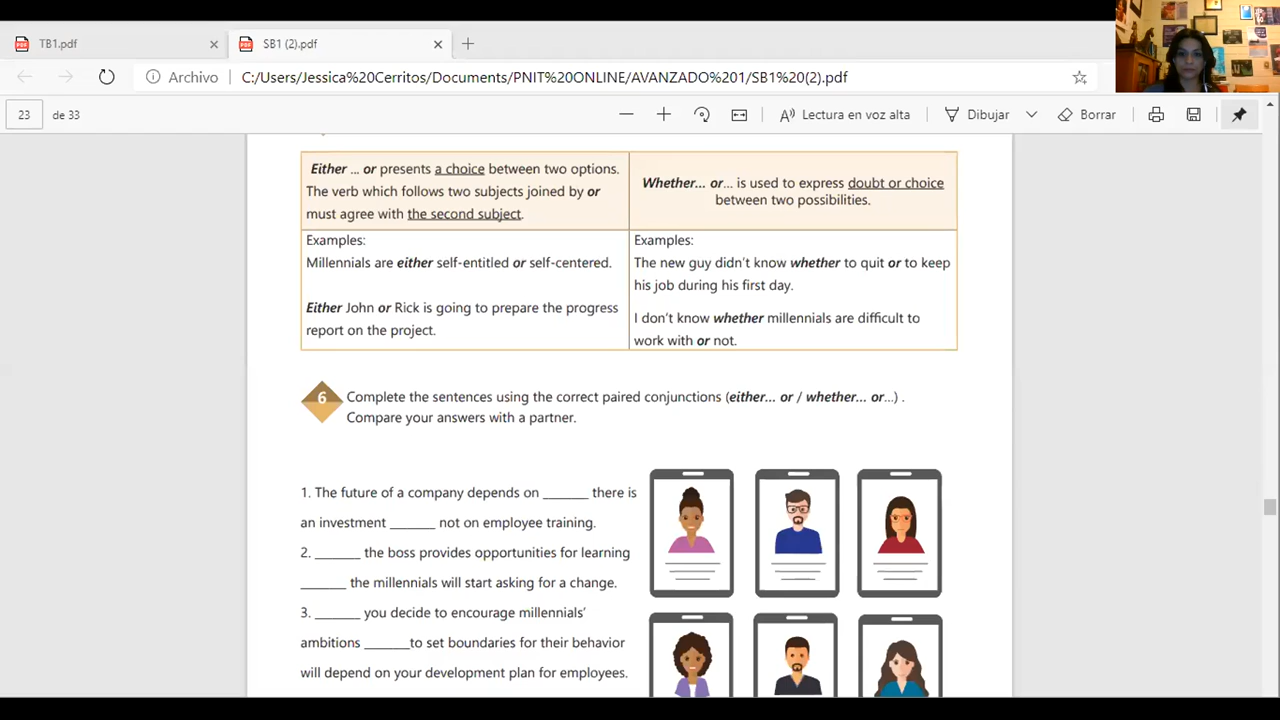 TB1.pdf
SB1 (2).pdf
Archivo
C:/Users/Jessica%20Cerritos/Documents/PNIT%20ONLINE/AVANZADO%201/SB1%20(2).pdf
23 de 33
Lectura en voz alta
Dibujar
Borrar
Either ... or presents a choice between two options.
The verb which follows two subjects joined by or
must agree with the second subject.
Whether... or... is used to express doubt or choice
between two possibilities.
Examples:
Millennials are either self-entitled or self-centered.
Either John or Rick is going to prepare the progress
report on the project.
Examples:
The new guy didn't know whether to quit or to keep
his job during his first day.
I don't know whether millennials are difficult to
work with or not.
6
Complete the sentences using the correct paired conjunctions (either... or / whether... or...) .
Compare your answers with a partner.
1. The future of a company depends on _______ there is
an investment _______ not on employee training.
2. _______ the boss provides opportunities for learning
_______ the millennials will start asking for a change.
3. _______ you decide to encourage millennials'
ambitions _______to set boundaries for their behavior
will depend on your development plan for employees.